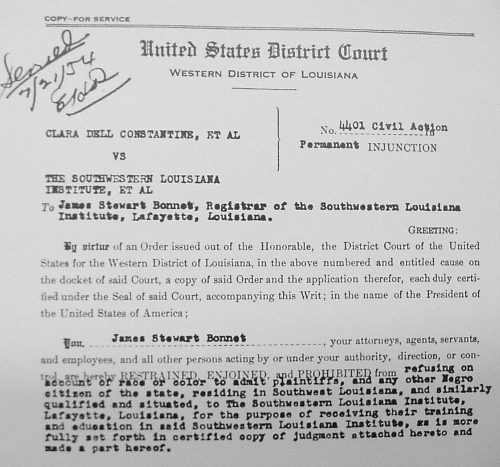 COPY—FOR SERVICE
Served
7/21/54
United States District Court
WESTERN DISTRICT OF LOUISIANA
CLARA DELL CONSTANTINE, ET AL
VS
THE SOUTHWESTERN LOUISIANA
INSTITUTE, ET AL
No. 4401 Civil Action
Permanent INJUNCTION
To James Stewart Bonnet, Registrar of the Southwestern Louisiana
Institute, Lafayette, Louisiana.
GREETING:
By virtue of an Order issued out of the Honorable, the District Court of the United
States for the Western District of Louisiana, in the above numbered and entitled cause on
the docket of said Court, a copy of said Order and the application therefor, each duly certified
under the Seal of said Court, accompanying this Writ; in the name of the President of
the United States of America;
You, James Stewart Bonnet, your attorneys, agents, servants,
and employees, and all other persons acting by or under your authority, direction, or con-
trol, are hereby RESTRAINED, ENJOINED, and PROHIBITED from refusing on
account of race or color to admit plaintiffs, and any other Negro
citizen of the state, residing in Southwest Louisiana, and similarly
qualified and situated, to The Southwestern Louisiana Institute,
Lafayette, Louisiana, for the purpose of receiving their training
and education in said Southwestern Louisiana Institute, as is more
fully set forth in certified copy of judgment attached hereto and
made a part hereof.